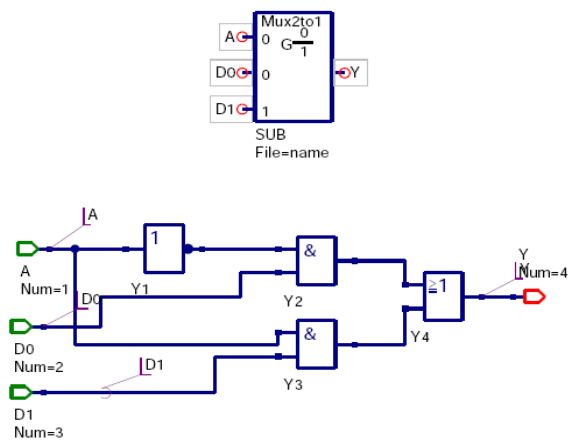 Mux2to1
A
0
G 0
1
D0
0
Y
D1
1
SUB
File=name
A
1
&
A
Num=1
Y1
D0
Y2
≥1
Y
Y
Num=4
D0
Num=2
&
Y4
D1
Y3
D1
Num=3